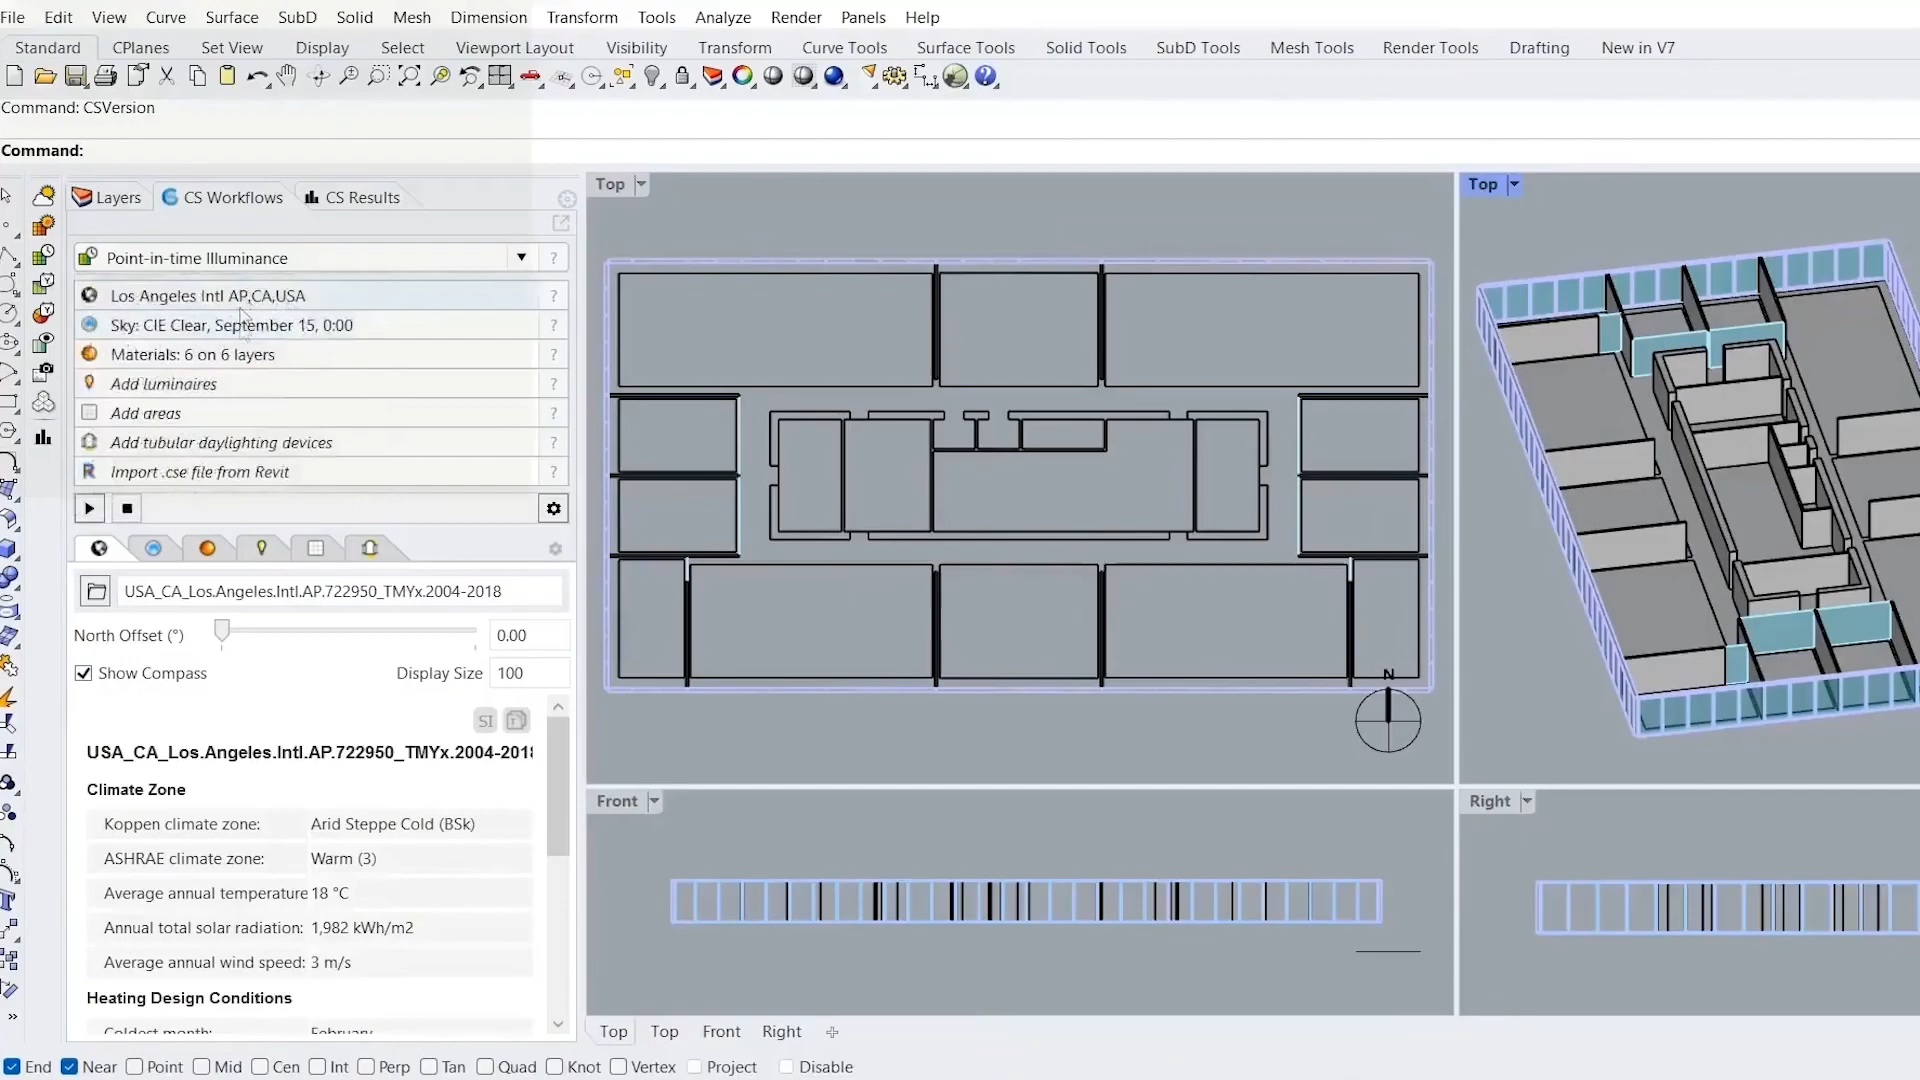 File Edit View Curve Surface SubD Solid Mesh Dimension Transform Tools Analyze Render Panels Help
Standard CPlanes Set View Display Select Viewport Layout Visibility Transform Curve Tools Surface Tools Solid Tools SubD Tools Mesh Tools Render Tools Drafting New in V7
Command: CSVersion
Command:
Layers CS Workflows CS Results
Point-in-time Illuminance ?
Los Angeles Intl AP,CA,USA ?
Sky: CIE Clear, September 15, 0:00 ?
Materials: 6 on 6 layers ?
Add luminaires ?
Add areas ?
Add tubular daylighting devices ?
R Import .cse file from Revit ?
USA_CA_Los.Angeles.Intl.AP.722950_TMYx.2004-2018
North Offset (°) 0.00
Show Compass Display Size 100
SI
USA_CA_Los.Angeles.Intl.AP.722950_TMYx.2004-2018
Climate Zone
Koppen climate zone: Arid Steppe Cold (BSk)
ASHRAE climate zone: Warm (3)
Average annual temperature 18 °C
Annual total solar radiation: 1,982 kWh/m2
Average annual wind speed: 3 m/s
Heating Design Conditions
Coldest month: February
Top
Top
N
Front
Right
Top Top Front Right
End Near Point Mid Cen Int Perp Tan Quad Knot Vertex Project Disable